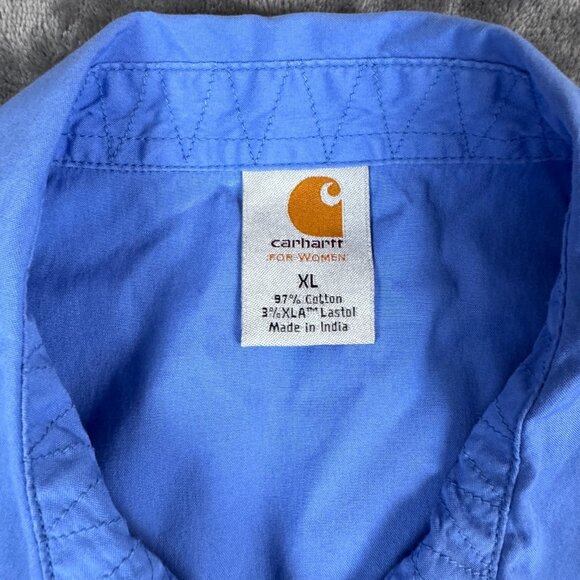 carhartt
FOR WOMEN
XL
97% Cotton
3%XLA™ Lastol
Made in India